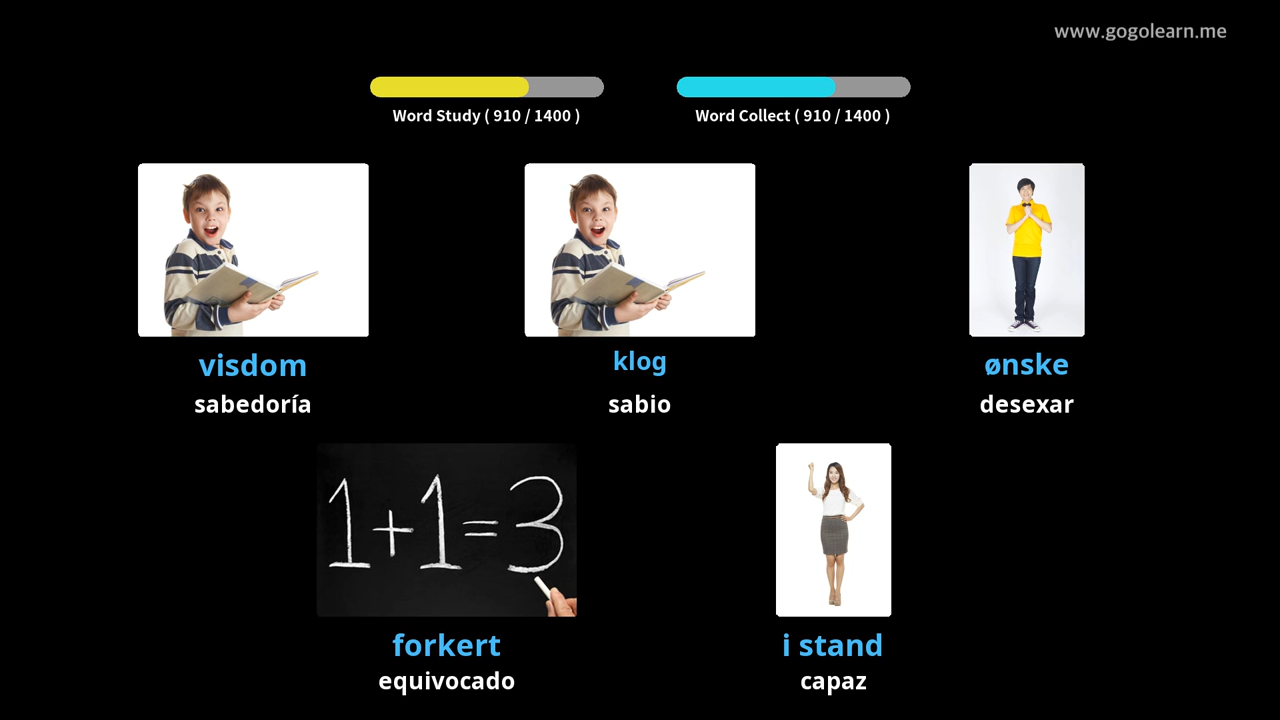 www.gogolearn.me
Word Study ( 910 / 1400 )
Word Collect ( 910 / 1400 )
visdom
sabedoría
klog
sabio
ønske
desexar
1+1=3
forkert
equivocado
i stand
capaz